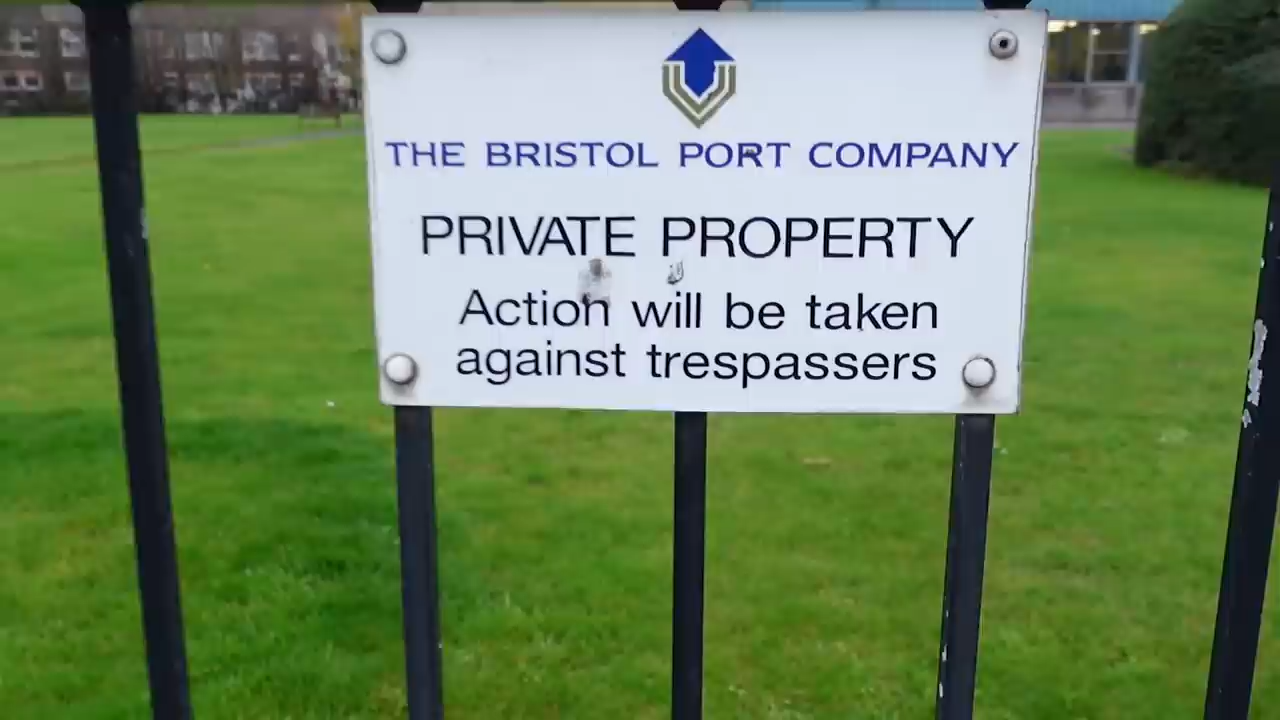 THE BRISTOL PORT COMPANY
PRIVATE PROPERTY
Action will be taken
against trespassers